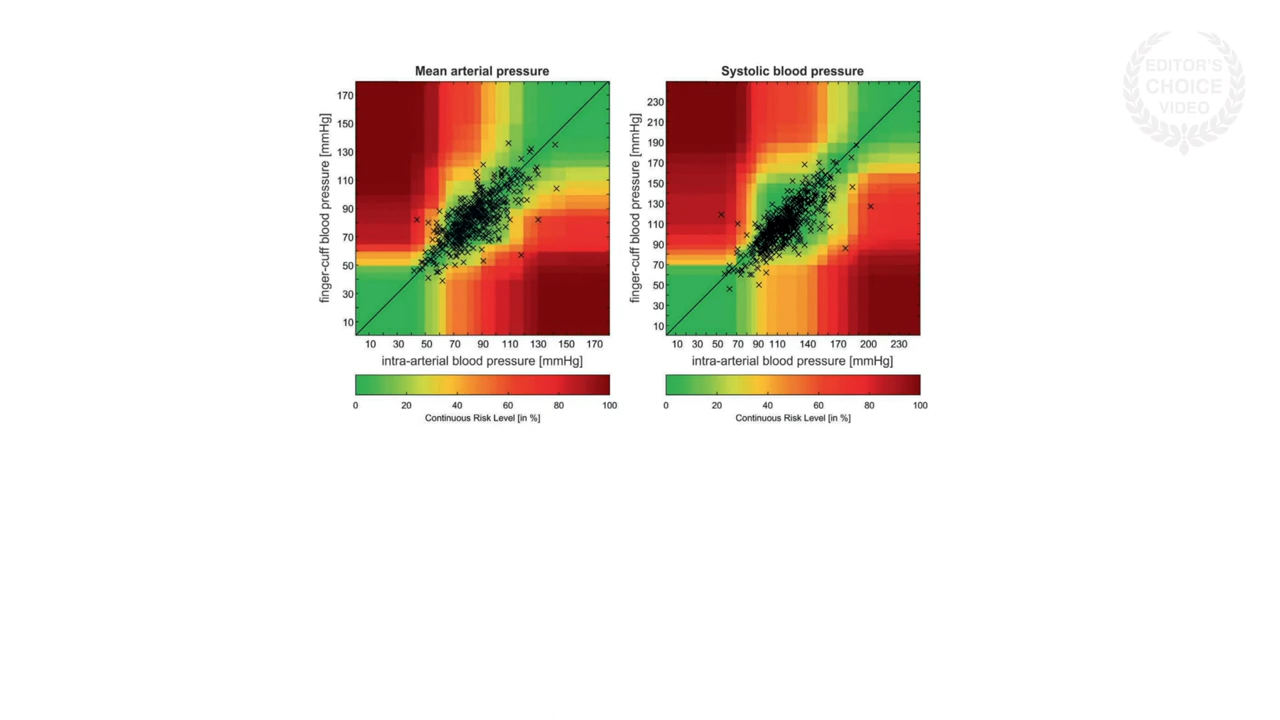 EDITOR'S
CHOICE
VIDEO
Mean arterial pressure
finger-cuff blood pressure [mmHg]
170
150
130
110
90
70
50
30
10
10 30 50 70 90 110 130 150 170
intra-arterial blood pressure [mmHg]
0 20 40 60 80 100
Continuous Risk Level [in %]
Systolic blood pressure
finger-cuff blood pressure [mmHg]
230
210
190
170
150
130
110
90
70
50
30
10
10 30 50 70 90 110 140 170 200 230
intra-arterial blood pressure [mmHg]
0 20 40 60 80 100
Continuous Risk Level [in %]